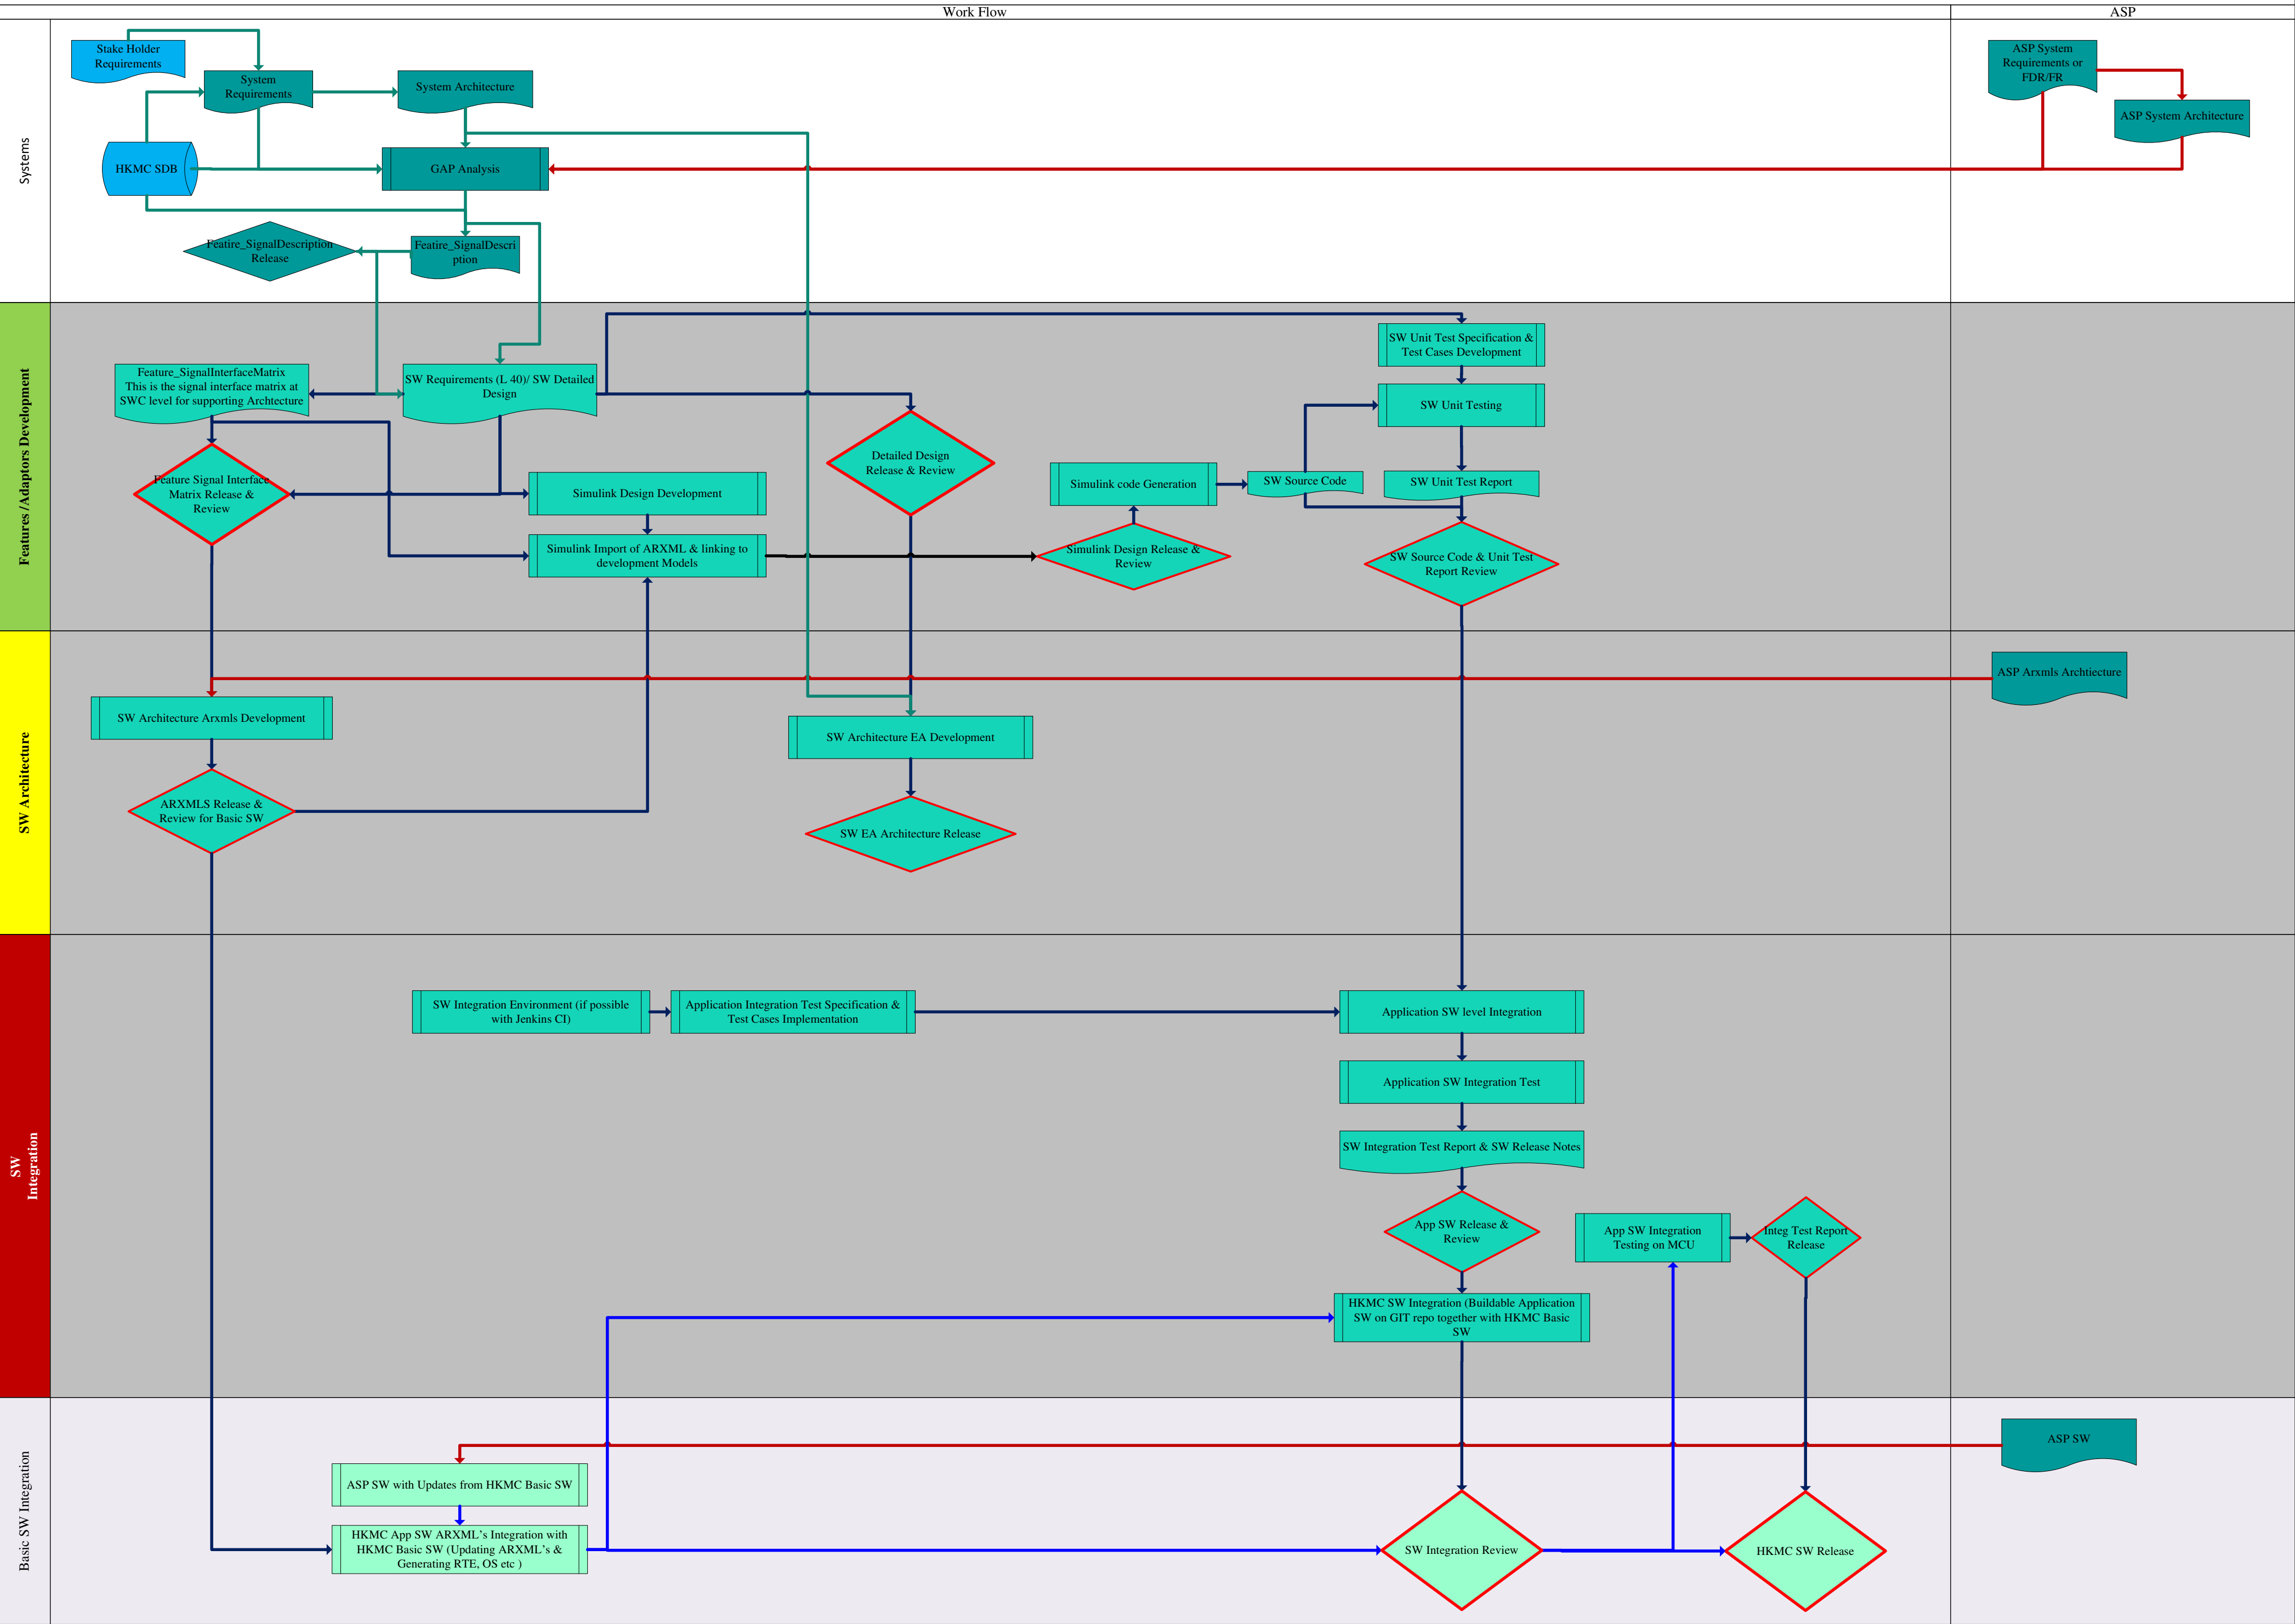 Work Flow
ASP
Systems
Stake Holder
Requirements
System
Requirements
System Architecture
HKMC SDB
GAP Analysis
Featire_SignalDescription
Release
Featire_SignalDescri
ption
ASP System
Requirements or
FDR/FR
ASP System Architecture
Features /Adaptors Development
Feature_SignalInterfaceMatrix
This is the signal interface matrix at
SWC level for supporting Archtecture
SW Requirements (L 40)/ SW Detailed
Design
SW Unit Test Specification &
Test Cases Development
SW Unit Testing
Feature Signal Interface
Matrix Release &
Review
Simulink Design Development
Detailed Design
Release & Review
Simulink code Generation
SW Source Code
SW Unit Test Report
Simulink Import of ARXML & linking to
development Models
Simulink Design Release &
Review
SW Source Code & Unit Test
Report Review
SW Architecture
ASP Arxmls Archtiecture
SW Architecture Arxmls Development
SW Architecture EA Development
ARXMLS Release &
Review for Basic SW
SW EA Architecture Release
SW
Integration
SW Integration Environment (if possible
with Jenkins CI)
Application Integration Test Specification &
Test Cases Implementation
Application SW level Integration
Application SW Integration Test
SW Integration Test Report & SW Release Notes
App SW Release &
Review
App SW Integration
Testing on MCU
Integ Test Report
Release
HKMC SW Integration (Buildable Application
SW on GIT repo together with HKMC Basic
SW
Basic SW Integration
ASP SW
ASP SW with Updates from HKMC Basic SW
HKMC App SW ARXML's Integration with
HKMC Basic SW (Updating ARXML's &
Generating RTE, OS etc )
SW Integration Review
HKMC SW Release